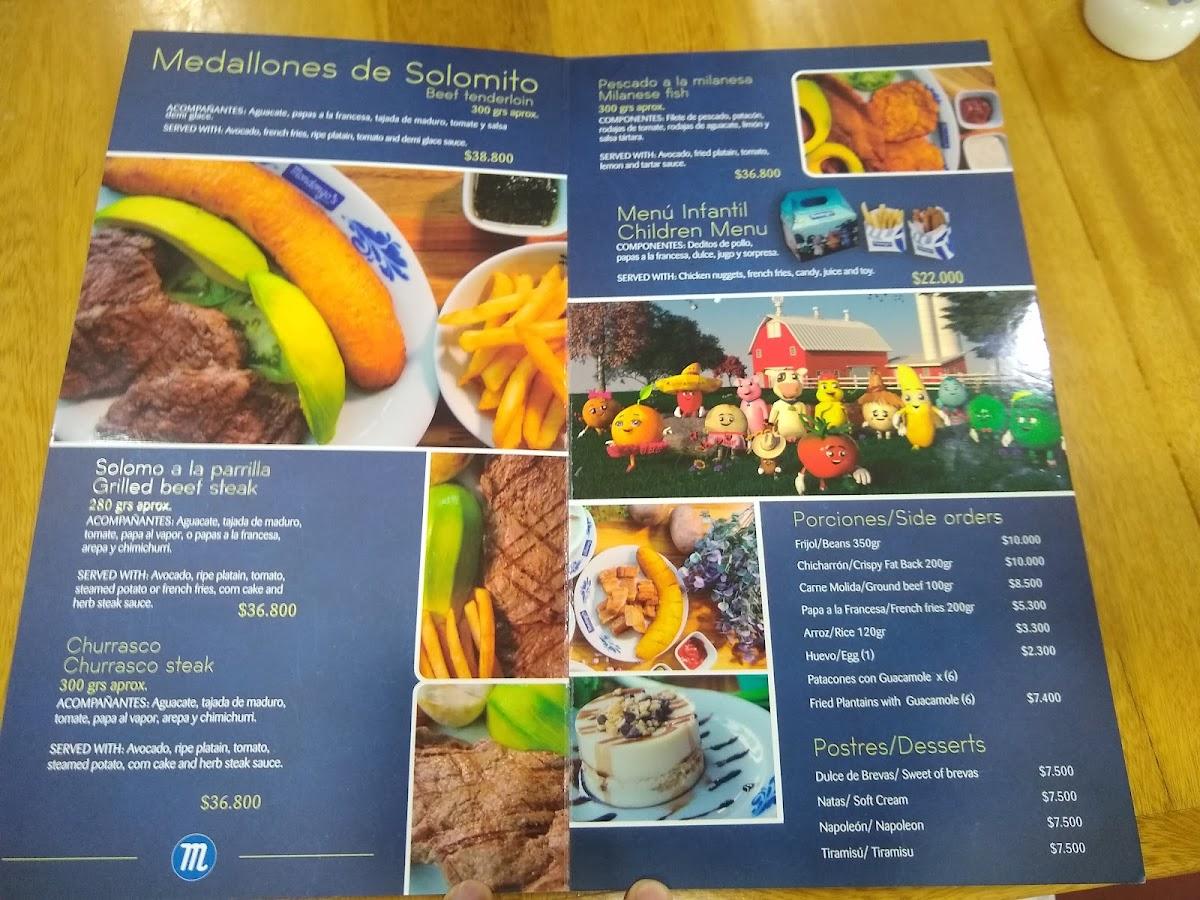 Medallones de Solomito
Beef tenderloin
300 grs aprox.
ACOMPAÑANTES: Aguacate, papas a la francesa, tajada de maduro, tomate y salsa
demi glace.
SERVED WITH: Avocado, french fries, ripe platain, tomato and demi glace sauce.
$38.800
Mondongo's
Solomo a la parrilla
Grilled beef steak
280 grs aprox.
ACOMPAÑANTES: Aguacate, tajada de maduro,
tomate, papa al vapor, o papas a la francesa,
arepa y chimichurri.
SERVED WITH: Avocado, ripe platain, tomato,
steamed potato or french fries, corn cake and
herb steak sauce.
$36.800
Churrasco
Churrasco steak
300 grs aprox.
ACOMPAÑANTES: Aguacate, tajada de maduro,
tomate, papa al vapor, arepa y chimichurri.
SERVED WITH: Avocado, ripe platain, tomato,
steamed potato, corn cake and herb steak sauce.
$36.800
m
Pescado a la milanesa
Milanese fish
300 grs aprox.
COMPONENTES: Filete de pescado, patacón,
rodajas de tomate, rodajas de aguacate, limón y
salsa tártara.
SERVED WITH: Avocado, fried platain, tomato,
lemon and tartar sauce.
$36.800
Menú Infantil
Children Menu
COMPONENTES: Deditos de pollo,
papas a la francesa, dulce, jugo y sorpresa.
SERVED WITH: Chicken nuggets, french fries, candy, juice and toy.
$22.000
Porciones/Side orders
Frijol/Beans 350gr $10.000
Chicharrón/Crispy Fat Back 200gr $10.000
Carne Molida/Ground beef 100gr $8.500
Papa a la Francesa/French fries 200gr $5.300
Arroz/Rice 120gr $3.300
Huevo/Egg (1) $2.300
Patacones con Guacamole x (6)
Fried Plantains with Guacamole (6) $7.400
Postres/Desserts
Dulce de Brevas/ Sweet of brevas $7.500
Natas/ Soft Cream $7.500
Napoleón/ Napoleon $7.500
Tiramisú/ Tiramisu $7.500